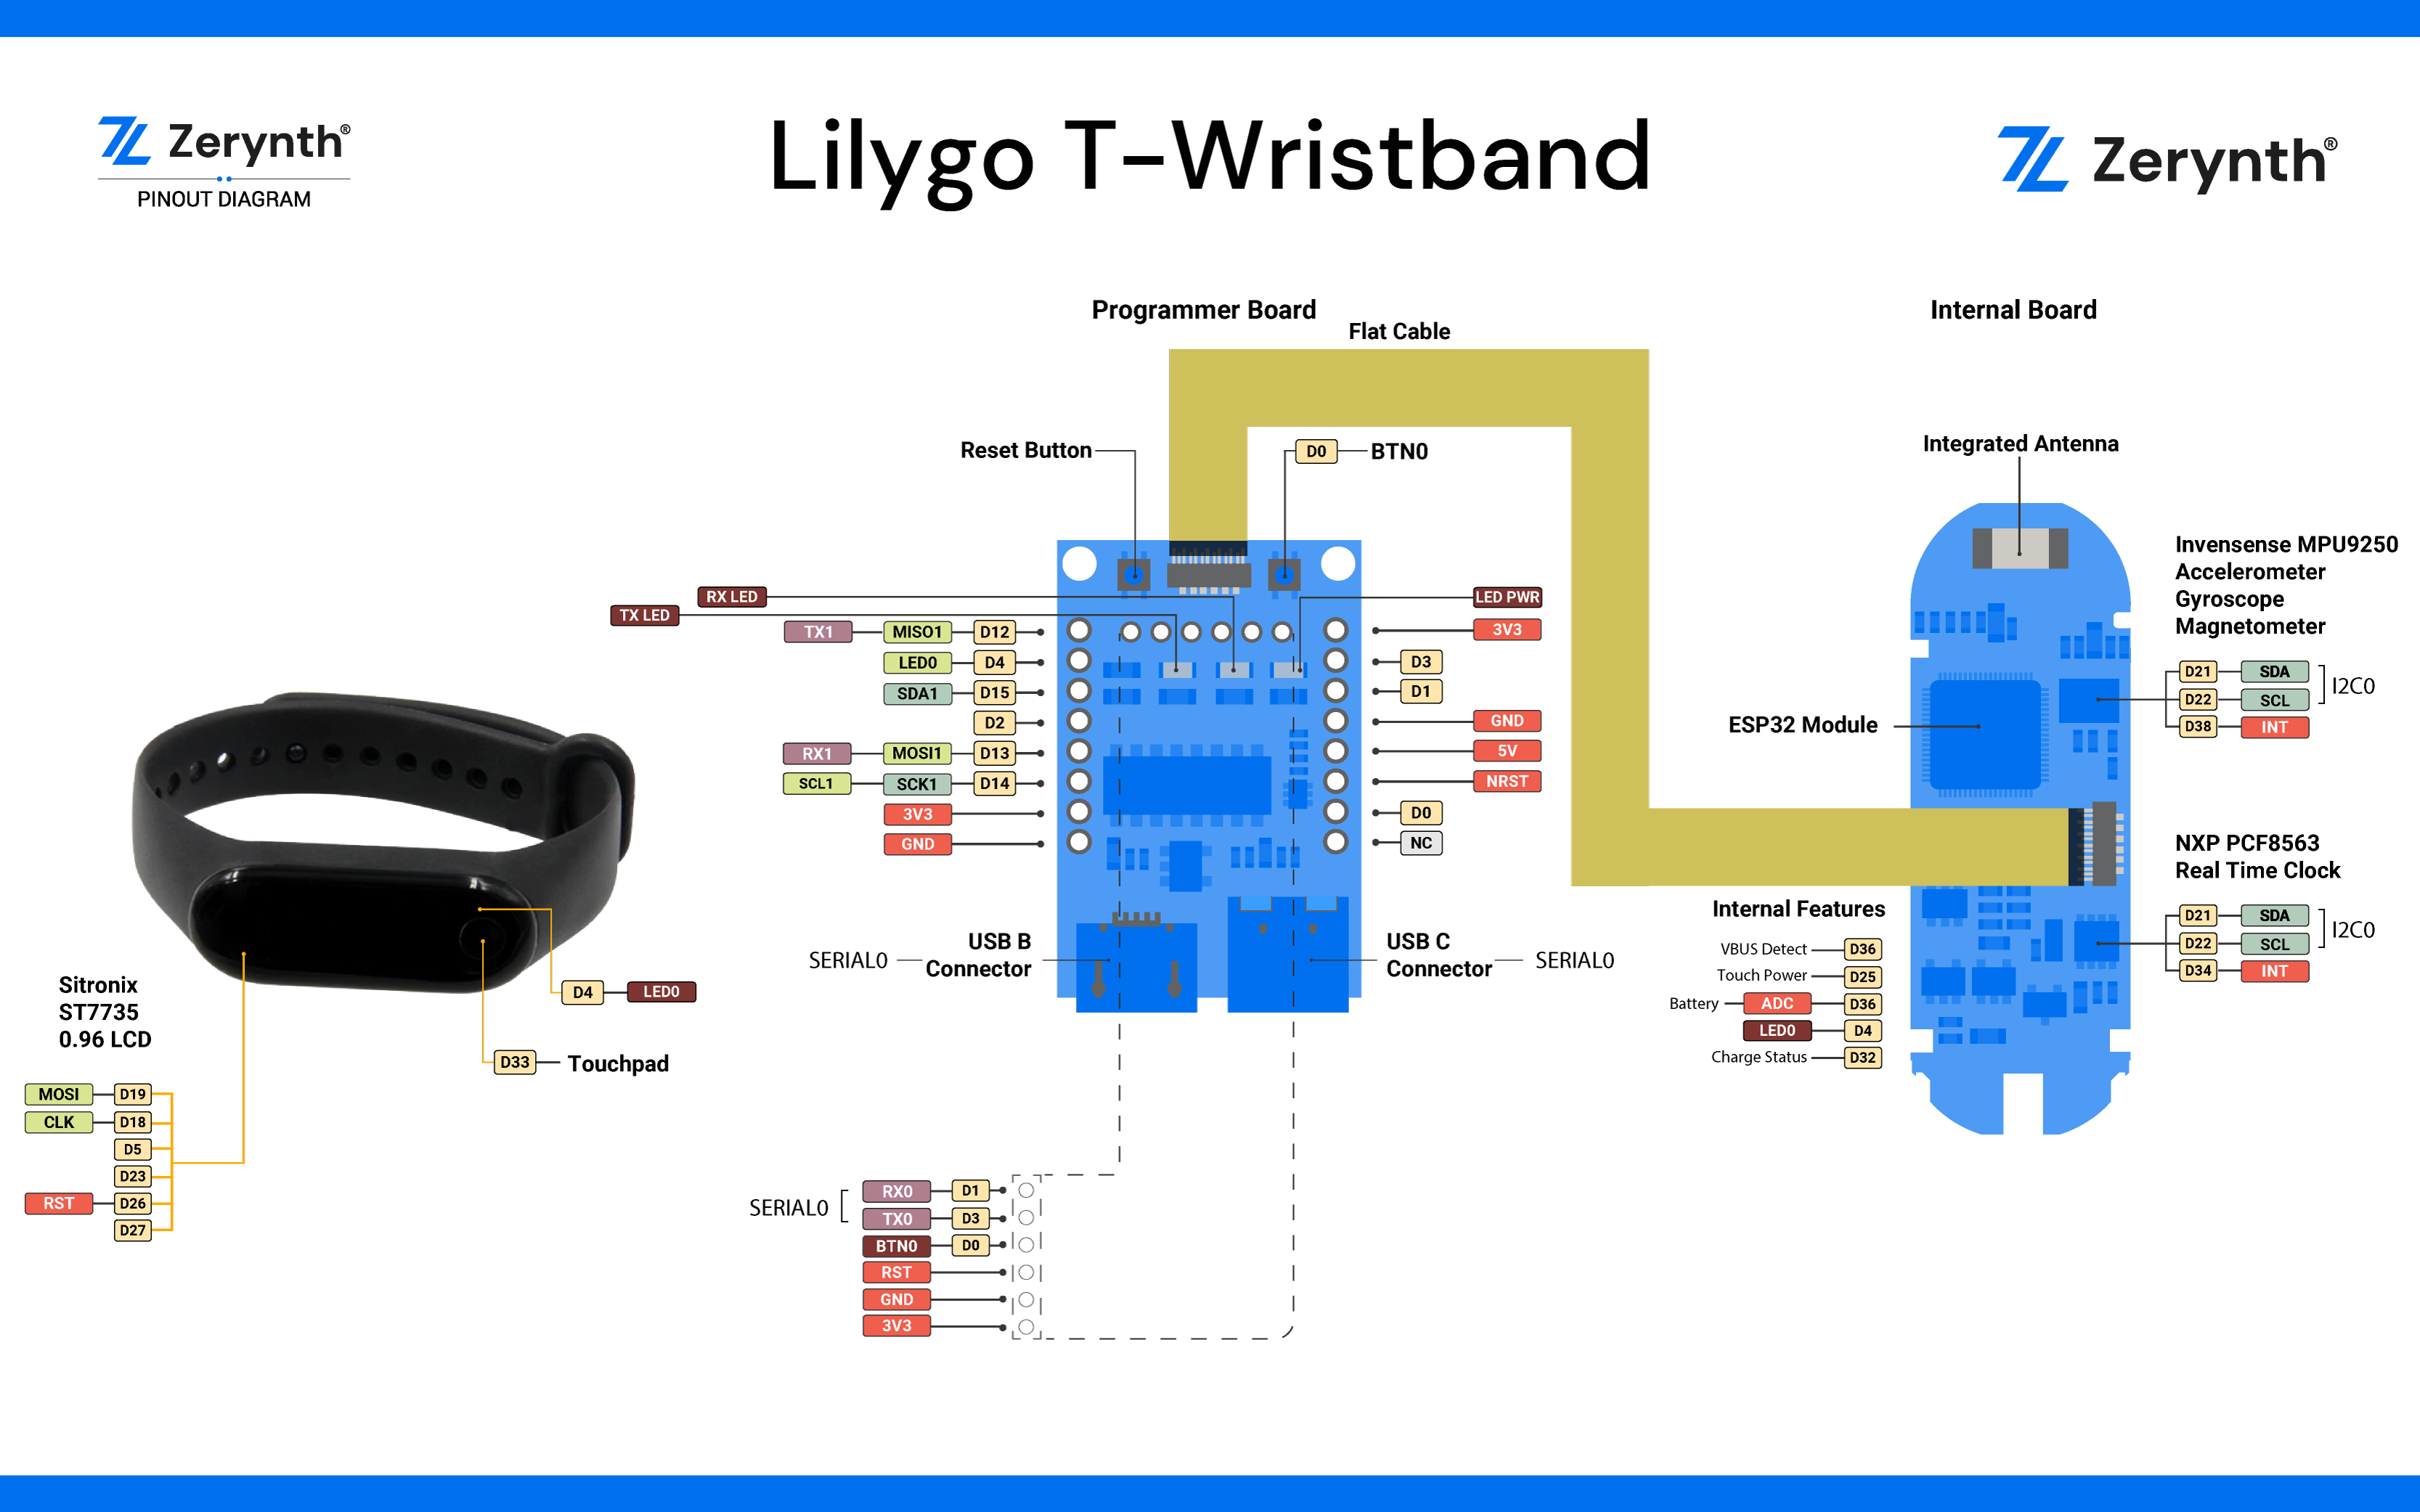 Zerynth®
PINOUT DIAGRAM
Lilygo T-Wristband
Zerynth®
Programmer Board
Flat Cable
Internal Board
Reset Button
D0 BTN0
Integrated Antenna
RX LED
TX LED
LED PWR
TX1 MISO1 D12
LED0 D4
SDA1 D15
D2
RX1 MOSI1 D13
SCL1 SCK1 D14
3V3
GND
3V3
D3
D1
GND
5V
NRST
D0
NC
USB B
Connector
SERIAL0
USB C
Connector
SERIAL0
ESP32 Module
Invensense MPU9250
Accelerometer
Gyroscope
Magnetometer
D21 SDA
D22 SCL
D38 INT
I2C0
NXP PCF8563
Real Time Clock
D21 SDA
D22 SCL
D34 INT
I2C0
Internal Features
VBUS Detect D36
Touch Power D25
Battery ADC D36
LED0 D4
Charge Status D32
Sitronix
ST7735
0.96 LCD
D4 LED0
D33 Touchpad
MOSI D19
CLK D18
D5
D23
RST D26
D27
SERIAL0
RX0 D1
TX0 D3
BTN0 D0
RST
GND
3V3